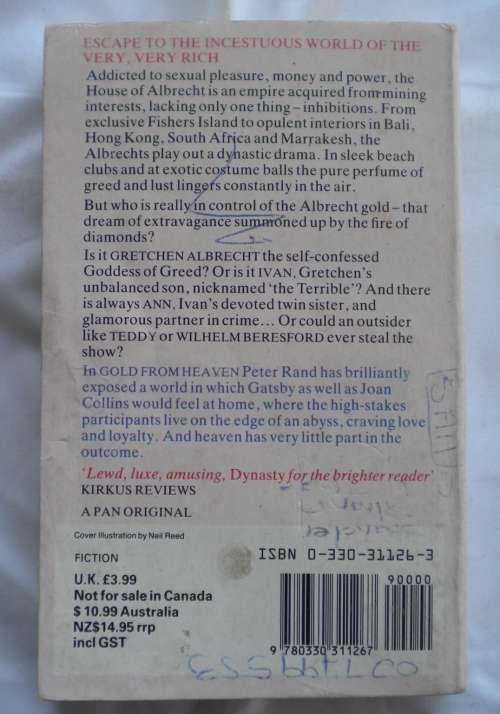 ESCAPE TO THE INCESTUOUS WORLD OF THE
VERY, VERY RICH
Addicted to sexual pleasure, money and power, the
House of Albrecht is an empire acquired from mining
interests, lacking only one thing – inhibitions. From
exclusive Fishers Island to opulent interiors in Bali,
Hong Kong, South Africa and Marrakesh, the
Albrechts play out a dynastic drama. In sleek beach
clubs and at exotic costume balls the pure perfume of
greed and lust lingers constantly in the air.
But who is really in control of the Albrecht gold – that
dream of extravagance summoned up by the fire of
diamonds?
Is it GRETCHEN ALBRECHT the self-confessed
Goddess of Greed? Or is it IVAN, Gretchen's
unbalanced son, nicknamed 'the Terrible'? And there
is always ANN, Ivan's devoted twin sister, and
glamorous partner in crime... Or could an outsider
like TEDDY or WILHELM BERESFORD ever steal the
show?
In GOLD FROM HEAVEN Peter Rand has brilliantly
exposed a world in which Gatsby as well as Joan
Collins would feel at home, where the high-stakes
participants live on the edge of an abyss, craving love
and loyalty. And heaven has very little part in the
outcome.
'Lewd, luxe, amusing, Dynasty for the brighter reader'
KIRKUS REVIEWS
A PAN ORIGINAL
Cover Illustration by Neil Reed
FICTION
ISBN 0-330-31126-3
U.K. £3.99
Not for sale in Canada
$ 10.99 Australia
NZ$14.95 rrp
incl GST
90000
9 780330 311267